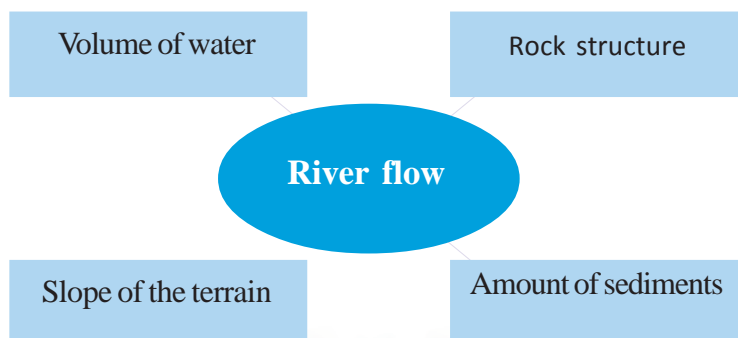 Volume of water
Rock structure
River flow
Slope of the terrain
Amount of sediments